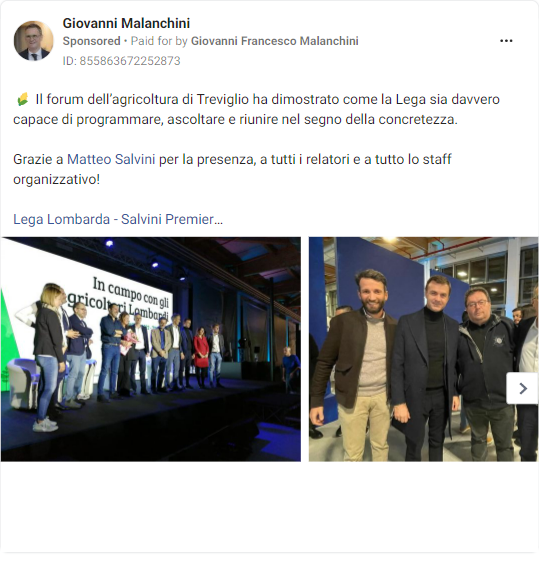 Giovanni Malanchini
Sponsored • Paid for by Giovanni Francesco Malanchini
ID: 855863672252873
🌽 Il forum dell'agricoltura di Treviglio ha dimostrato come la Lega sia davvero
capace di programmare, ascoltare e riunire nel segno della concretezza.
Grazie a Matteo Salvini per la presenza, a tutti i relatori e a tutto lo staff
organizzativo!
Lega Lombarda - Salvini Premier...
In campo con gli
agricoltori Lombardi